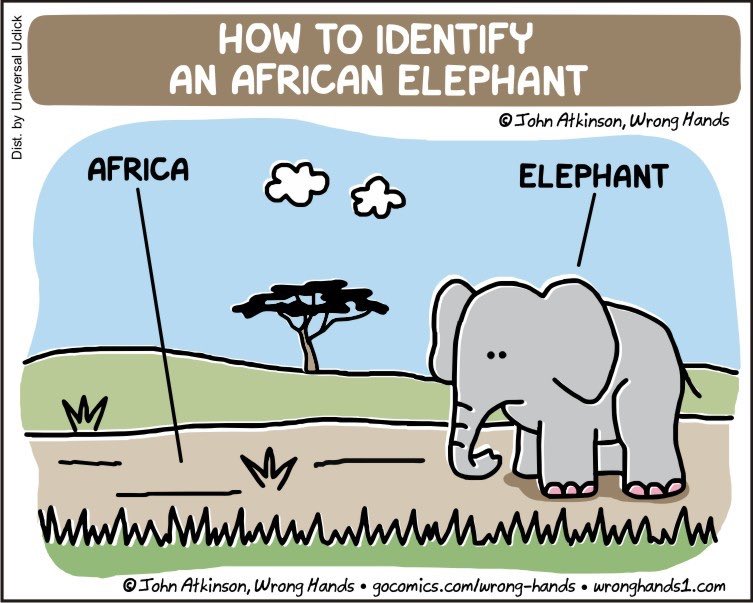 HOW TO IDENTIFY
AN AFRICAN ELEPHANT
Dist. by Universal Udick
© John Atkinson, Wrong Hands
AFRICA
ELEPHANT
© John Atkinson, Wrong Hands • gocomics.com/wrong-hands • wronghands1.com